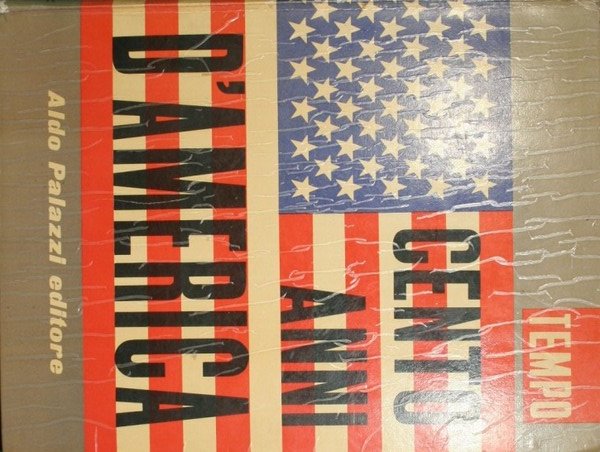 TEMPO
CENTO
ANNI
D'AMERICA
Aldo Palazzi editore